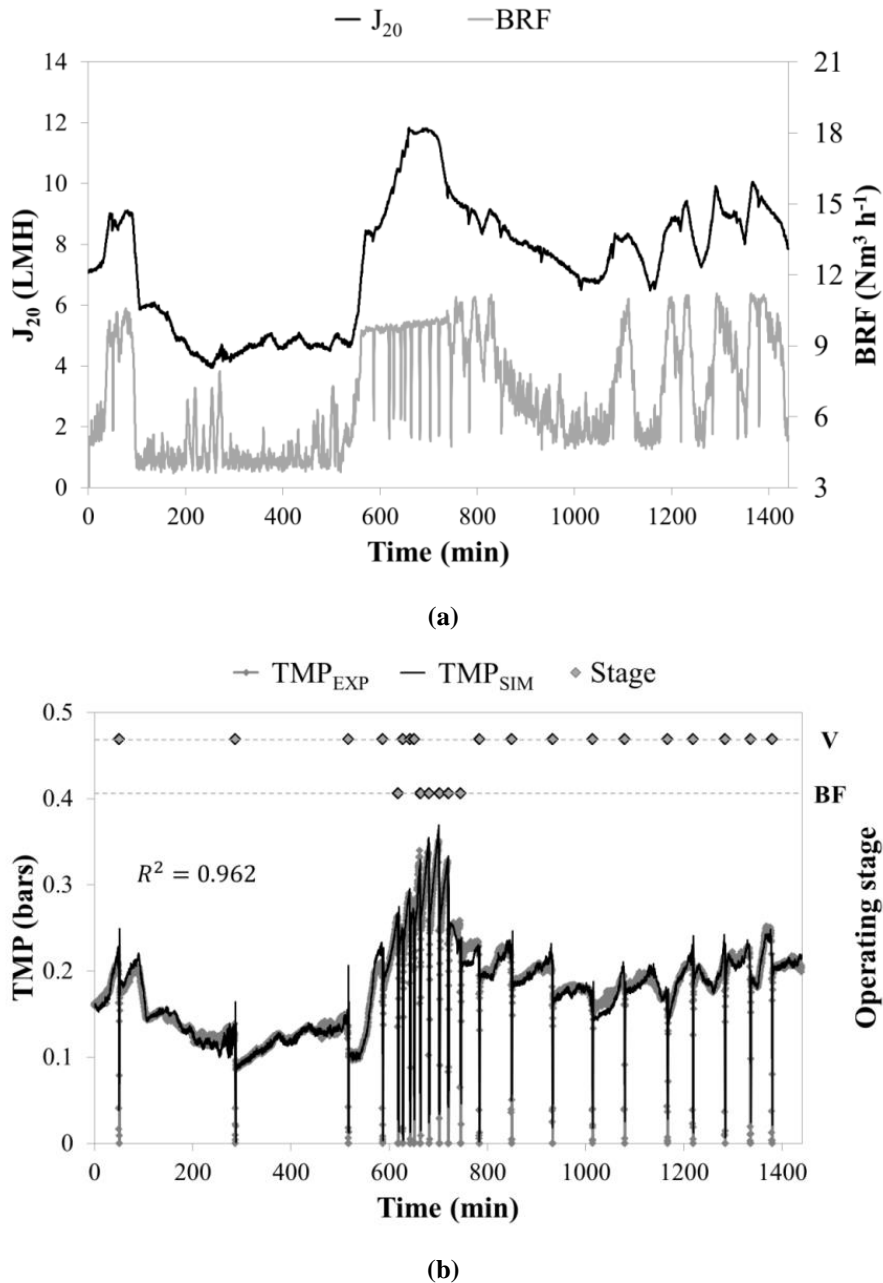 J20 BRF
14 21
12 18
10 15
8 12
6 9
4 6
2
0 3
J20 (LMH)
BRF (Nm³ h-1)
0 200 400 600 800 1000 1200 1400
Time (min)
(a)
TMPEXP TMPSIM Stage
0.5
V
0.4 BF
0.3
R² = 0.962
0.2
0.1
0
TMP (bars)
Operating stage
0 200 400 600 800 1000 1200 1400
Time (min)
(b)